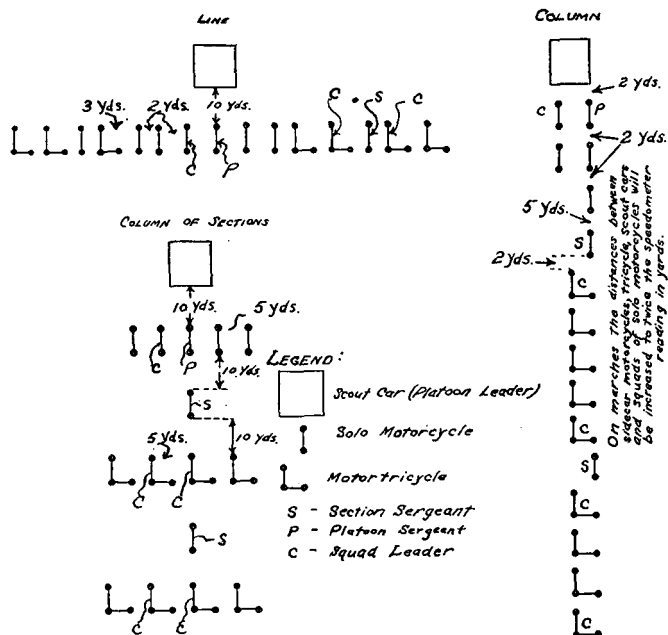 LINE
3 yds.
2 yds.
10 yds.
C
S
C
C
P
COLUMN OF SECTIONS
10 yds.
5 yds.
C
P
10 yds.
S
10 yds.
5 yds.
C
C
S
C
C
LEGEND:
Scout Car (Platoon Leader)
Solo Motorcycle
Motortricycle
S - Section Sergeant
P - Platoon Sergeant
C - Squad Leader
COLUMN
2 yds.
C
P
2 yds.
5 yds.
S
2 yds.
C
C
S
C
C
On marches the distances between
sidecar motorcycles, tricycle, scout cars
and squads of solo motorcycles will
be increased to twice the speedometer
reading in yards.